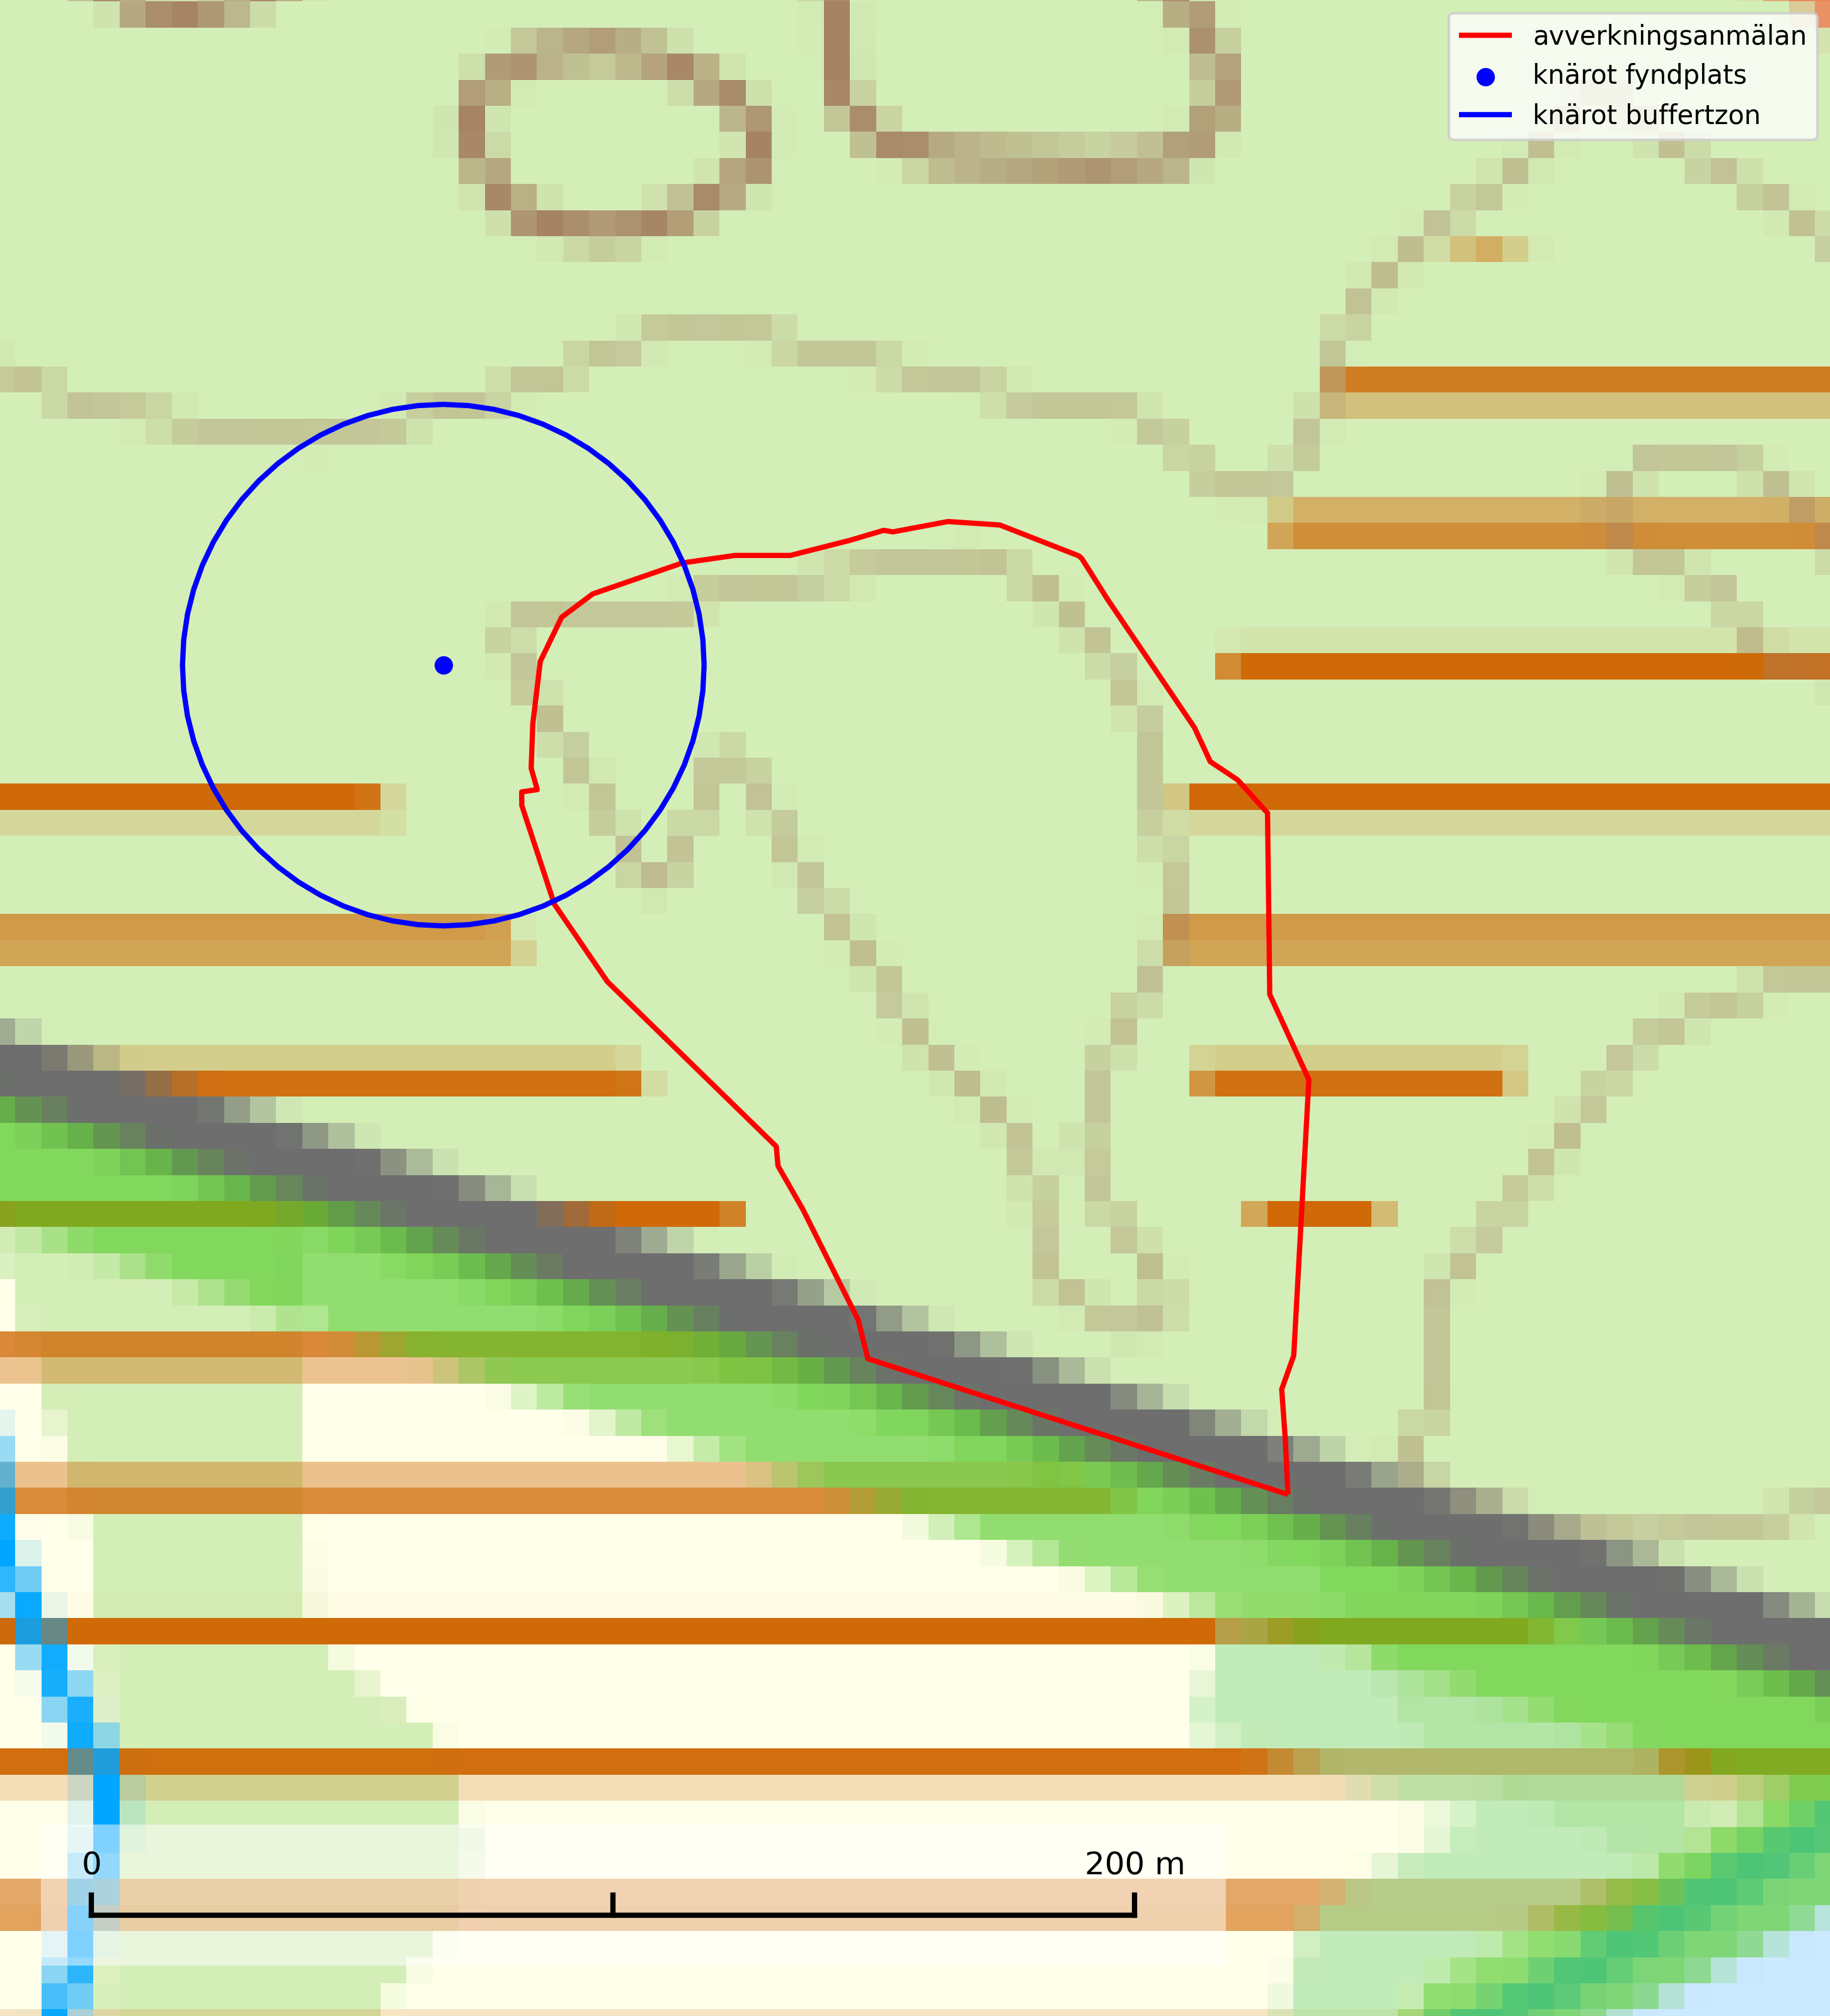 avverkningsanmälan
knärot fyndplats
knärot buffertzon
0
200 m